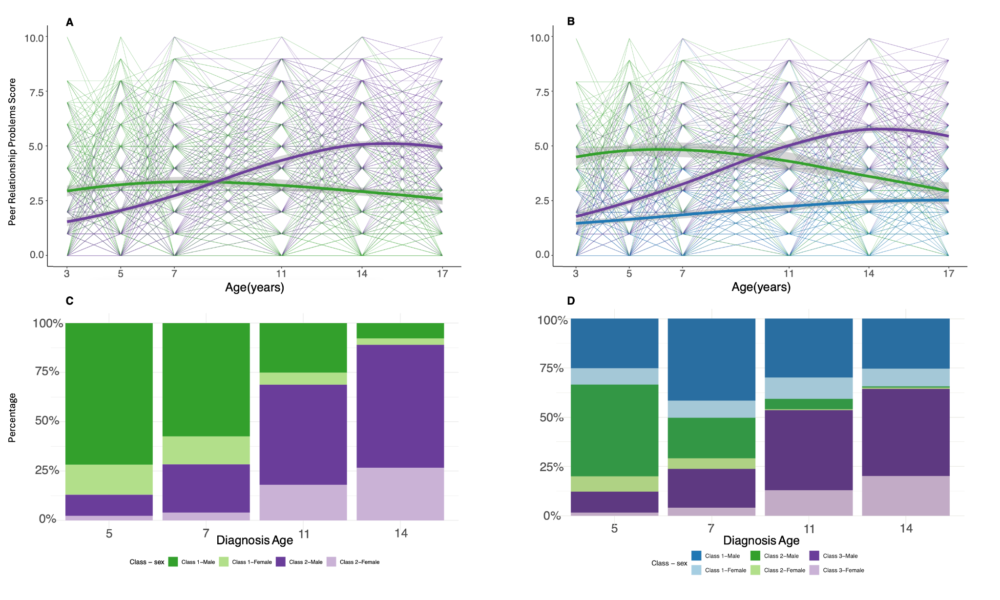 A
B
Peer Relationship Problems Score
10.0
7.5
5.0
2.5
0.0
3 5 7 11 14 17
Age(years)
10.0
7.5
5.0
2.5
0.0
3 5 7 11 14 17
Age(years)
C
D
Percentage
100%
75%
50%
25%
0%
5 7 11 14
Diagnosis Age
Class – sex Class 1–Male Class 1–Female Class 2–Male Class 2–Female
100%
75%
50%
25%
0%
5 7 11 14
Diagnosis Age
Class – sex
Class 1–Male Class 2–Male Class 3–Male
Class 1–Female Class 2–Female Class 3–Female